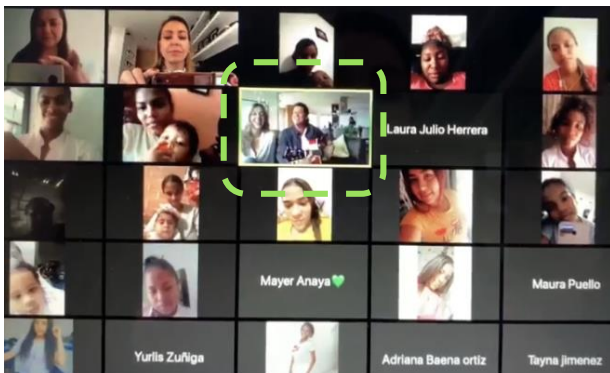 Laura Julio Herrera
Mayer Anaya💚
Maura Puello
Yurlis Zuñiga
Adriana Baena ortiz
Tayna jimenez